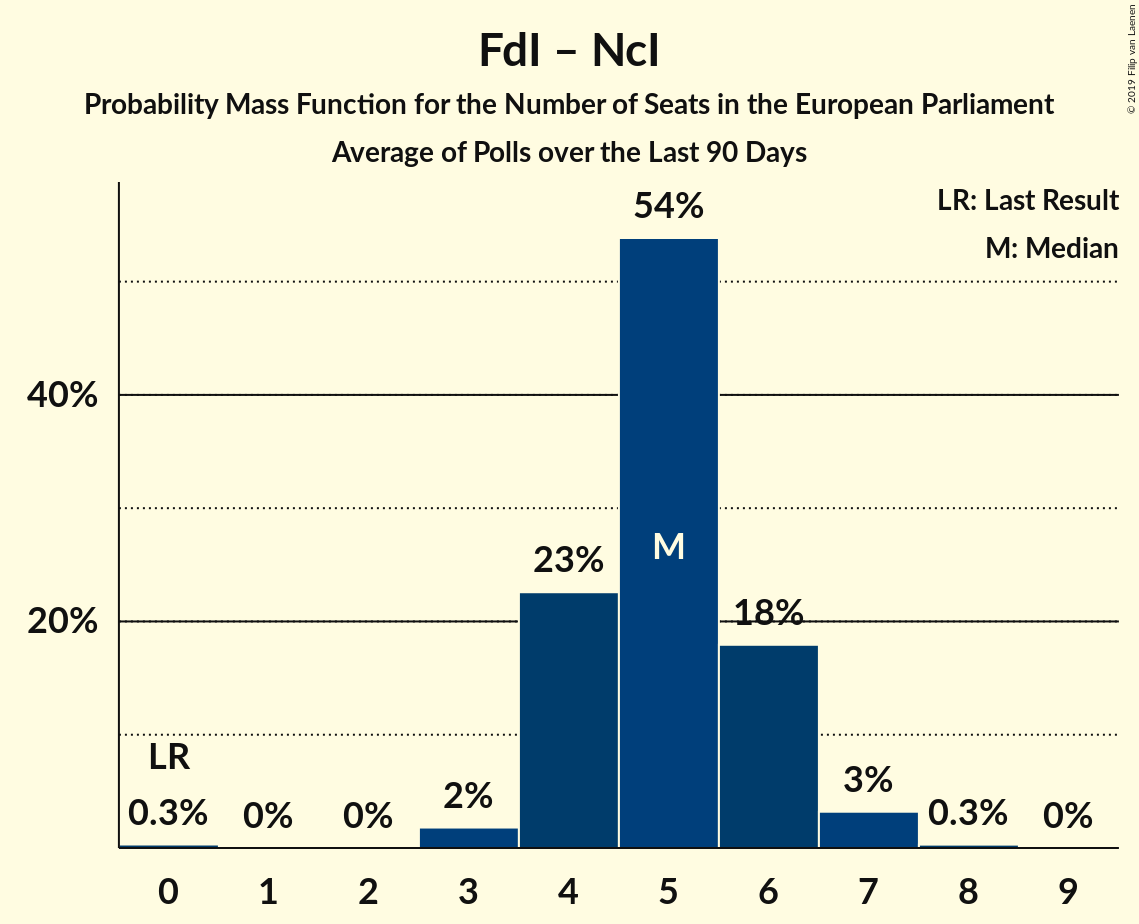 FdI – NcI
Probability Mass Function for the Number of Seats in the European Parliament
Average of Polls over the Last 90 Days
© 2019 Filip van Laenen
LR: Last Result
M: Median
54%
40%
M
23%
18%
20%
LR
0.3%
0%
0%
2%
3%
0.3%
0%
0
1
2
3
4
5
6
7
8
9